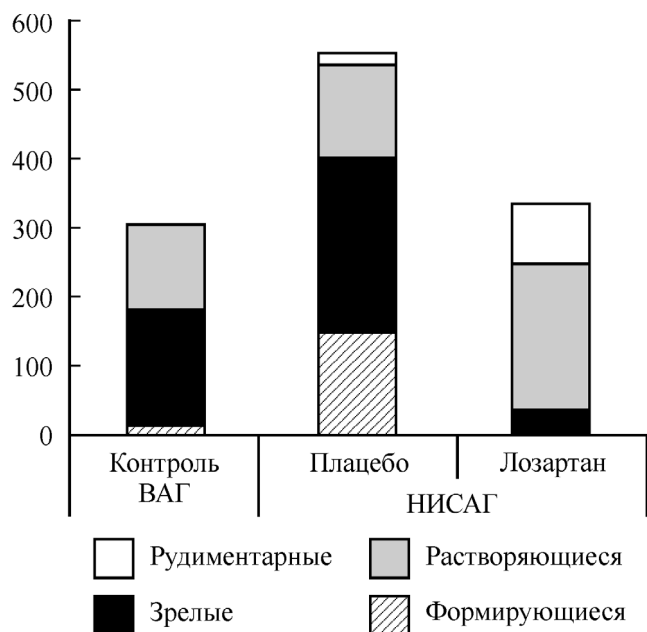 600
500
400
300
200
100
0
Контроль ВАГ
Плацебо
Лозартан
НИСАГ
Рудиментарные
Растворяющиеся
Зрелые
Формирующиеся